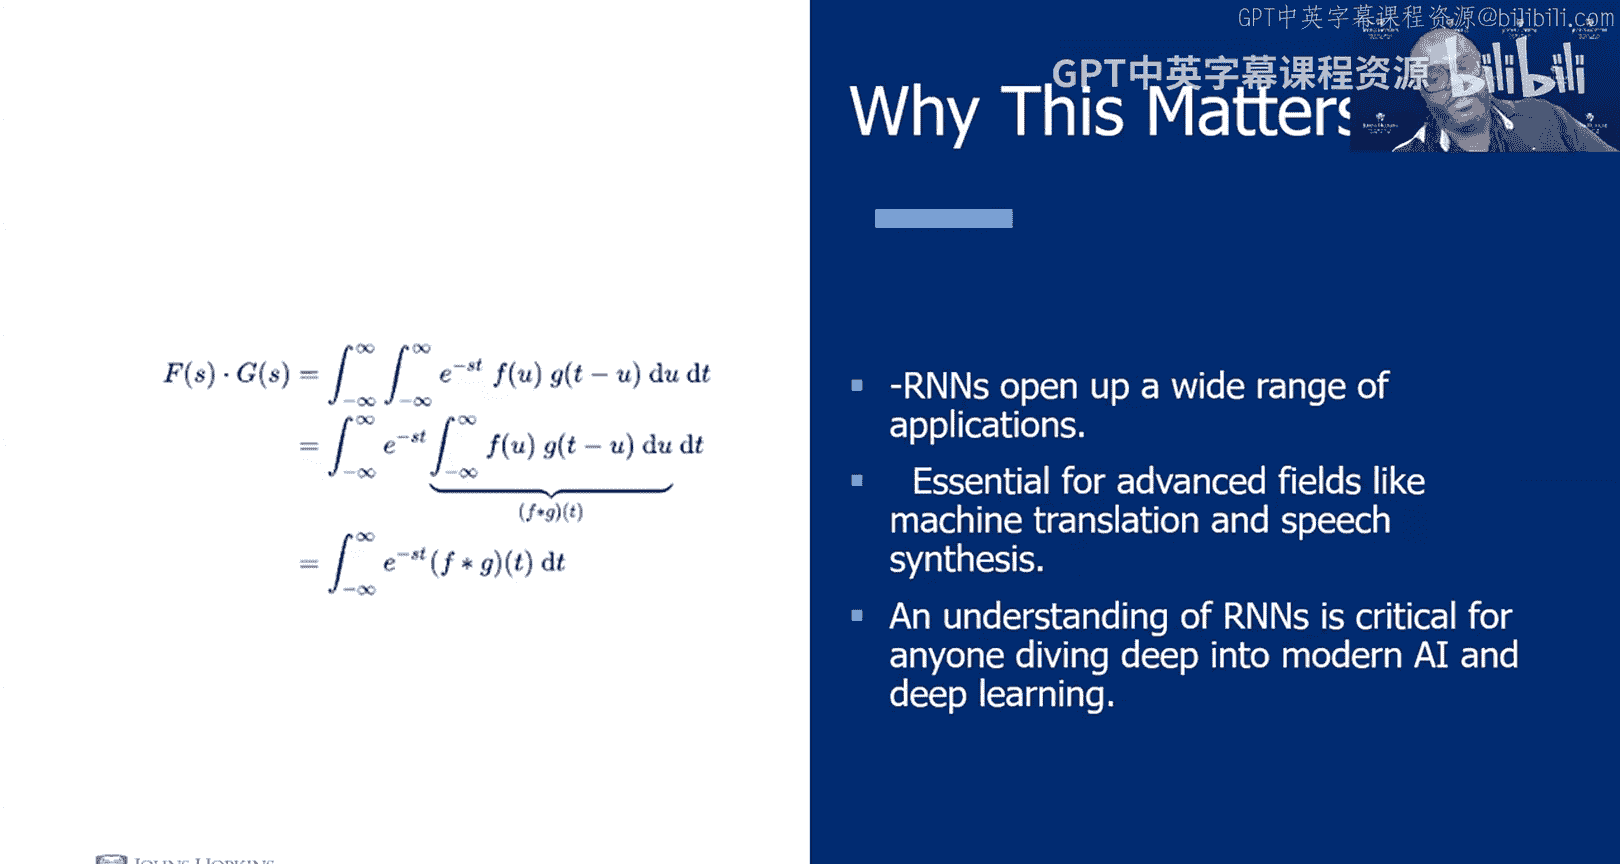 GPT中英字幕课程资源@bilibili.com
GPT中英字幕课程资源 bilibili
Why This Matters
F(s) · G(s) = ∫_{-∞}^{∞} ∫_{-∞}^{∞} e^{-st} f(u) g(t − u) du dt
= ∫_{-∞}^{∞} e^{-st} ∫_{-∞}^{∞} f(u) g(t − u) du dt
(f∗g)(t)
= ∫_{-∞}^{∞} e^{-st} (f ∗ g)(t) dt
-RNNs open up a wide range of
applications.
Essential for advanced fields like
machine translation and speech
synthesis.
An understanding of RNNs is critical for
anyone diving deep into modern AI and
deep learning.
JOHNS HOPKINS